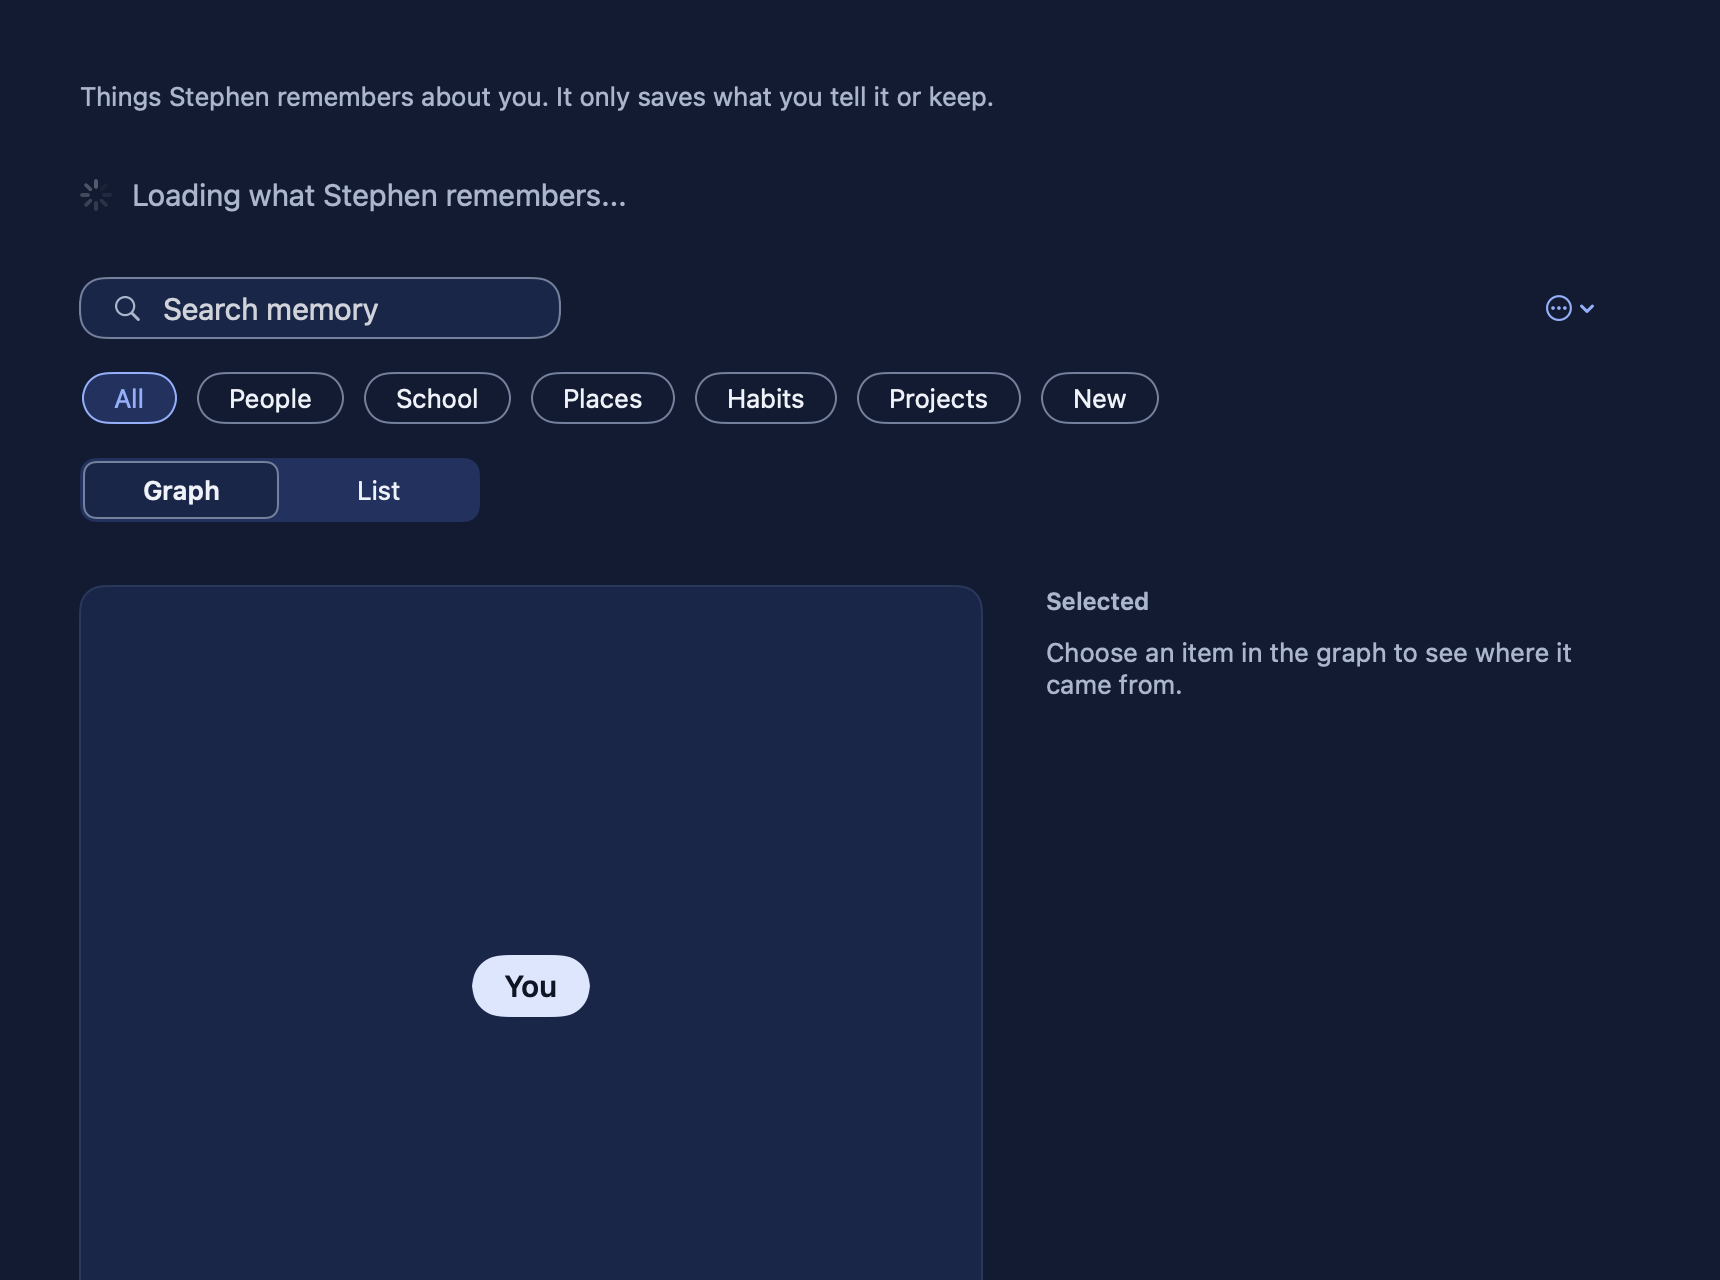 Things Stephen remembers about you. It only saves what you tell it or keep.
Loading what Stephen remembers...
Search memory
All
People
School
Places
Habits
Projects
New
Graph
List
Selected
Choose an item in the graph to see where it
came from.
You